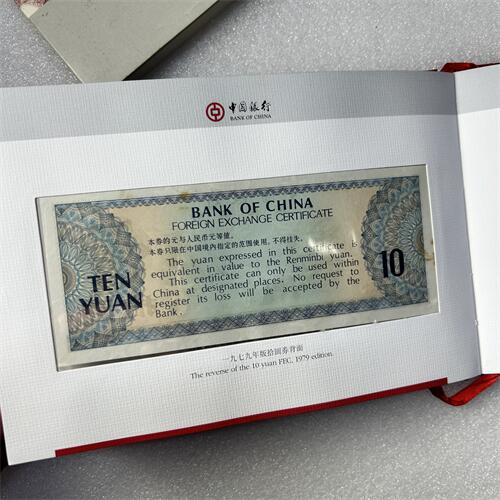 中国银行
BANK OF CHINA
BANK OF CHINA
FOREIGN EXCHANGE CERTIFICATE
本券的元与人民币元等值。
本券只限在中国境内指定的范围使用,不得挂失。
The yuan expressed in this certificate is
equivalent in value to the Renminbi yuan.
This certificate can only be used within
China at designated places. No request to
register its loss will be accepted by the
Bank.
TEN
YUAN
10
一九七九年版拾圆券背面
The reverse of the 10 yuan FEC, 1979 edition.